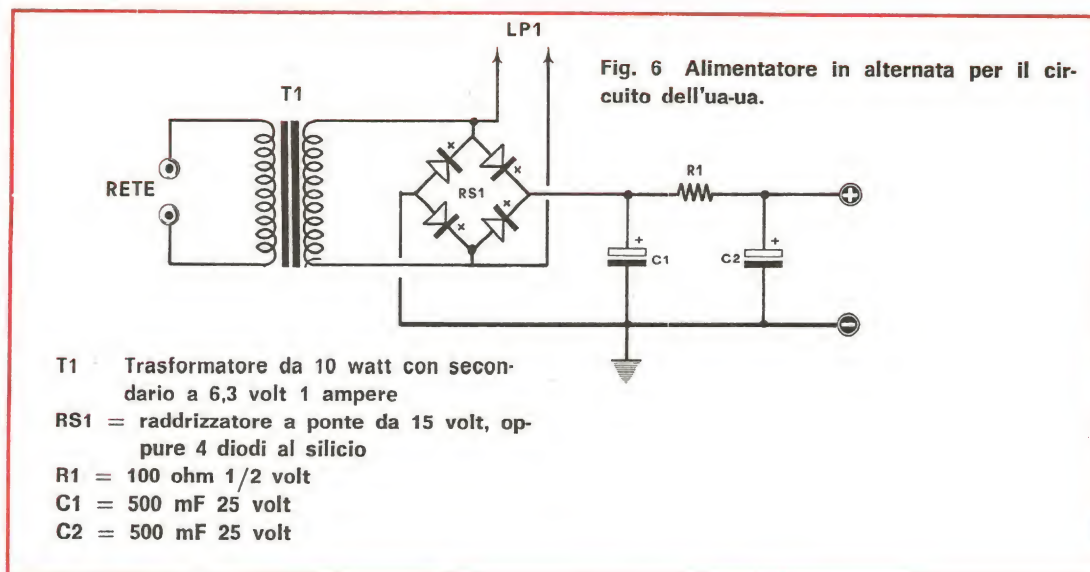 LP1
Fig. 6 Alimentatore in alternata per il cir-
cuito dell'ua-ua.
T1
RETE
RS1
R1
+
C1
+
C2
+
-
x
x
x
x
T1 Trasformatore da 10 watt con secon-
dario a 6,3 volt 1 ampere
RS1 = raddrizzatore a ponte da 15 volt, op-
pure 4 diodi al silicio
R1 = 100 ohm 1/2 volt
C1 = 500 mF 25 volt
C2 = 500 mF 25 volt